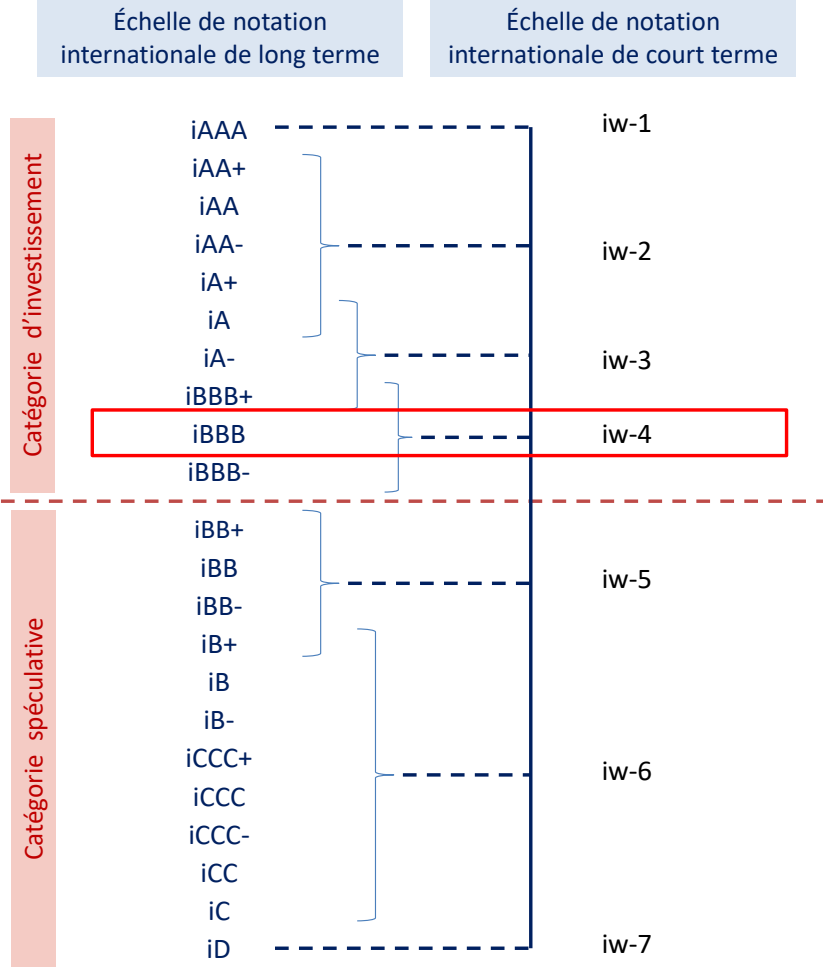 Échelle de notation
internationale de long terme
Échelle de notation
internationale de court terme
Catégorie d’investissement
iAAA
iw-1
iAA+
iAA
iAA-
iw-2
iA+
iA
iA-
iw-3
iBBB+
iBBB
iw-4
iBBB-
Catégorie spéculative
iBB+
iBB
iw-5
iBB-
iB+
iB
iB-
iCCC+
iw-6
iCCC
iCCC-
iCC
iC
iD
iw-7